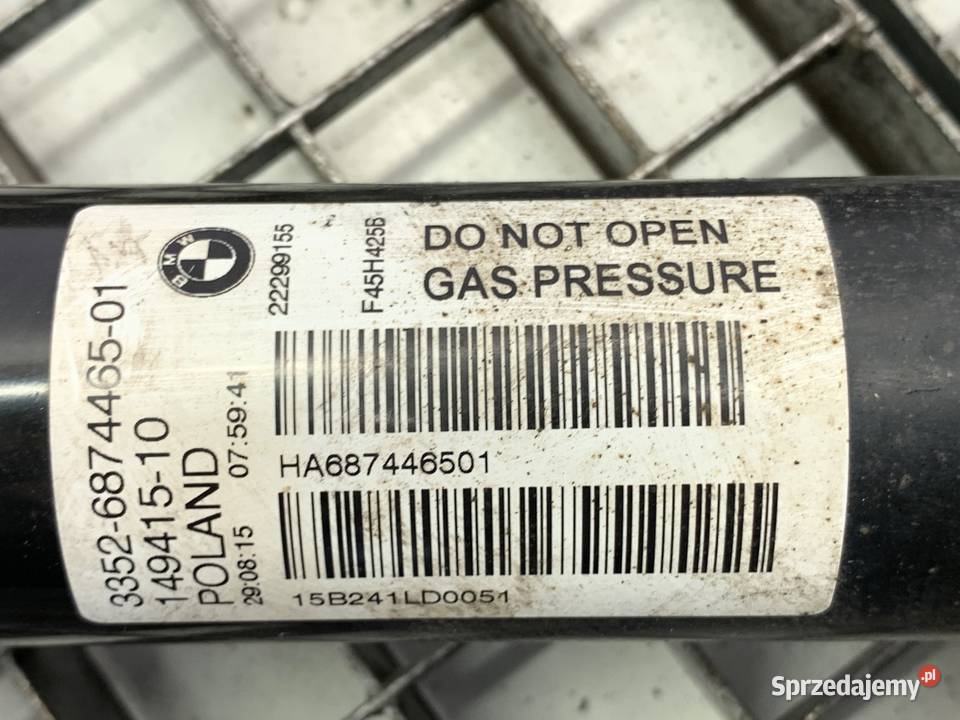 BMW
3352-6874465-01
149415-10
POLAND
29:08:15 07:59:41
22299155
F45H425B
DO NOT OPEN
GAS PRESSURE
HA687446501
15B241LD0051
Sprzedajemy.pl